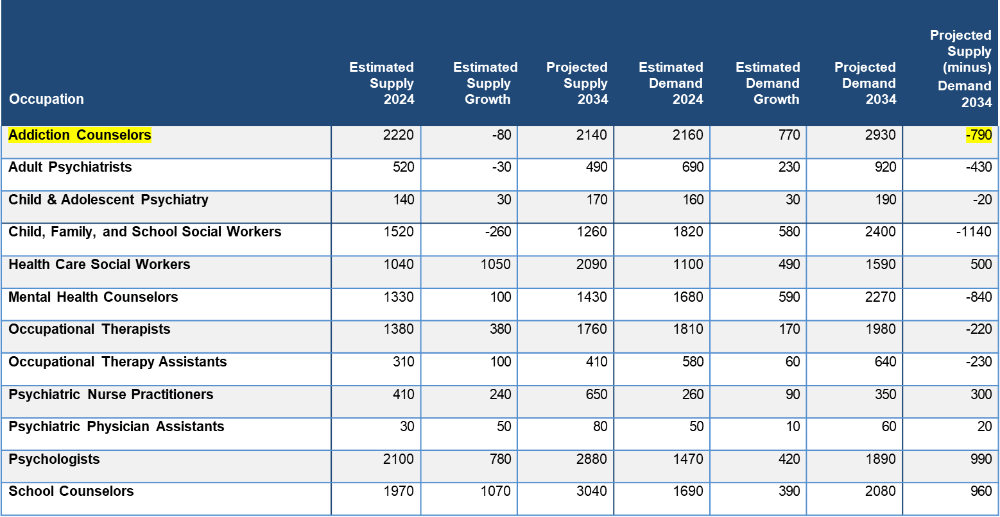 Occupation Estimated Supply 2024 Estimated Supply Growth Projected Supply 2034 Estimated Demand 2024 Estimated Demand Growth Projected Demand 2034 Projected Supply (minus) Demand 2034
Addiction Counselors 2220 -80 2140 2160 770 2930 -790
Adult Psychiatrists 520 -30 490 690 230 920 -430
Child & Adolescent Psychiatry 140 30 170 160 30 190 -20
Child, Family, and School Social Workers 1520 -260 1260 1820 580 2400 -1140
Health Care Social Workers 1040 1050 2090 1100 490 1590 500
Mental Health Counselors 1330 100 1430 1680 590 2270 -840
Occupational Therapists 1380 380 1760 1810 170 1980 -220
Occupational Therapy Assistants 310 100 410 580 60 640 -230
Psychiatric Nurse Practitioners 410 240 650 260 90 350 300
Psychiatric Physician Assistants 30 50 80 50 10 60 20
Psychologists 2100 780 2880 1470 420 1890 990
School Counselors 1970 1070 3040 1690 390 2080 960